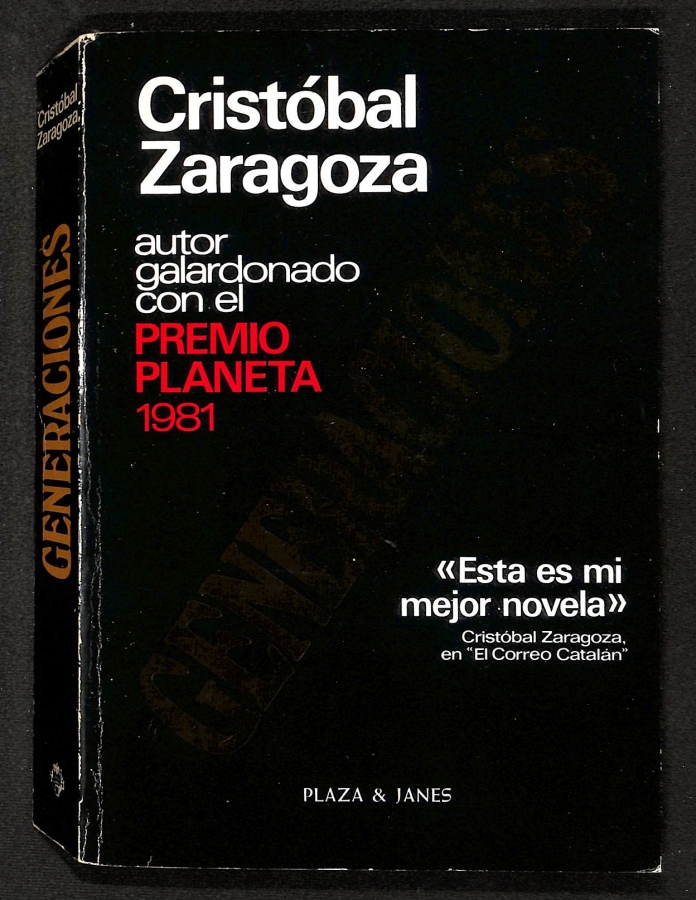 Cristóbal
Zaragoza
GENERACIONES
Cristóbal
Zaragoza
autor
galardonado
con el
PREMIO
PLANETA
1981
GENERACIONES
«Esta es mi
mejor novela»
Cristóbal Zaragoza,
en "El Correo Catalán"
PLAZA & JANES